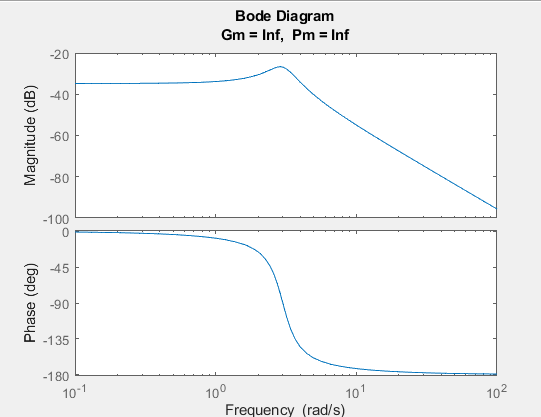 Bode Diagram
Gm = Inf, Pm = Inf
Magnitude (dB)
-20
-40
-60
-80
-100
Phase (deg)
0
-45
-90
-135
-180
10^-1
10^0
10^1
10^2
Frequency (rad/s)